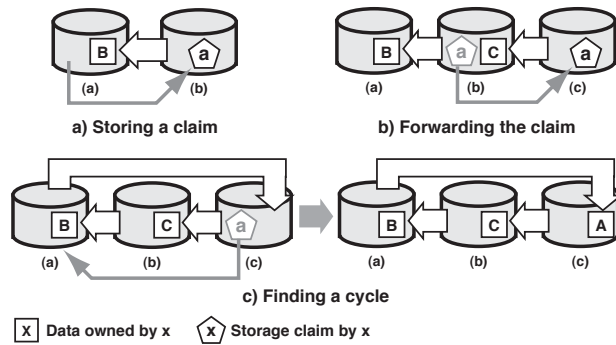 B a B a C a
(a) (b) (a) (b) (c)
a) Storing a claim b) Forwarding the claim
B C a B C A
(a) (b) (c) (a) (b) (c)
c) Finding a cycle
X Data owned by x x Storage claim by x